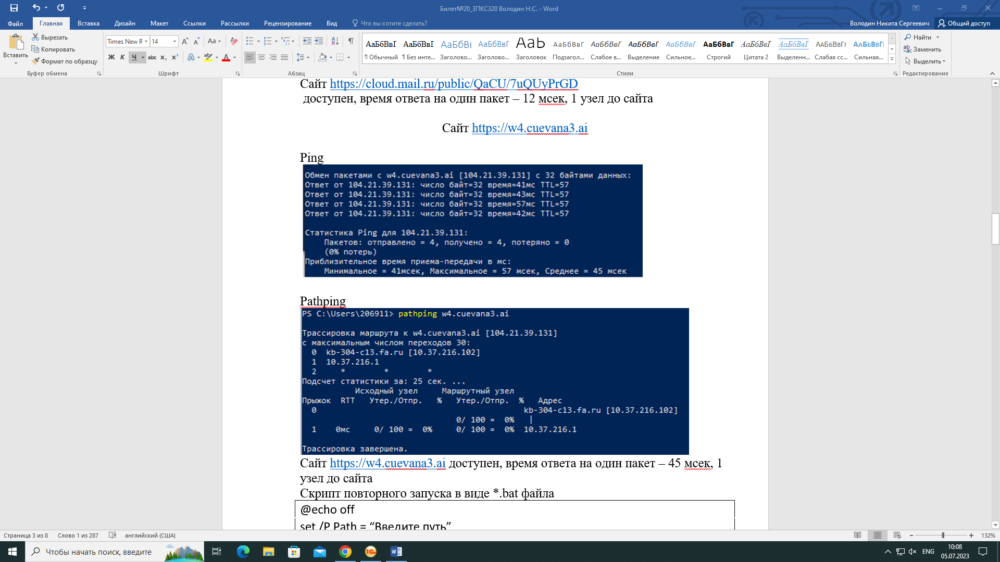 Билет№20_3ПКС320 Володин Н.С. - Word
Файл Главная Вставка Дизайн Макет Ссылки Рассылки Рецензирование Вид Что вы хотите сделать? Володин Никита Сергеевич Общий доступ
Вставить
Вырезать
Копировать
Формат по образцу
Буфер обмена
Times New R 14
Ж К Ч abc x₂ x²
Шрифт
Абзац
АаБбВвГ АаБбВвГ АаБбВв АаБбВвГ Aab АаБбВвГ АаБбВвГ АаБбВвГ АаБбВвГ АаБбВвГ АаБбВвГ АаБбВвГ АаБбВвГг АаБбВвГг
¶ Обычный ¶ Без инте... Заголово... Заголово... Заголовок Подзагол... Слабое в... Выделение Сильное... Строгий Цитата 2 Выделенн... Слабая сс... Сильная...
Стили
Найти
Заменить
Выделить
Редактирование
Сайт https://cloud.mail.ru/public/QaCU/7uQUyPrGD
доступен, время ответа на один пакет – 12 мсек, 1 узел до сайта
Сайт https://w4.cuevana3.ai
Ping
Обмен пакетами с w4.cuevana3.ai [104.21.39.131] с 32 байтами данных:
Ответ от 104.21.39.131: число байт=32 время=41мс TTL=57
Ответ от 104.21.39.131: число байт=32 время=43мс TTL=57
Ответ от 104.21.39.131: число байт=32 время=57мс TTL=57
Ответ от 104.21.39.131: число байт=32 время=42мс TTL=57
Статистика Ping для 104.21.39.131:
Пакетов: отправлено = 4, получено = 4, потеряно = 0
(0% потерь)
Приблизительное время приема-передачи в мс:
Минимальное = 41мсек, Максимальное = 57 мсек, Среднее = 45 мсек
Pathping
PS C:\Users\206911> pathping w4.cuevana3.ai
Трассировка маршрута к w4.cuevana3.ai [104.21.39.131]
с максимальным числом переходов 30:
0 kb-304-c13.fa.ru [10.37.216.102]
1 10.37.216.1
2 * * *
Подсчет статистики за: 25 сек. ...
Исходный узел Маршрутный узел
Прыжок RTT Утер./Отпр. % Утер./Отпр. % Адрес
0 kb-304-c13.fa.ru [10.37.216.102]
0/ 100 = 0% |
1 0мс 0/ 100 = 0% 0/ 100 = 0% 10.37.216.1
Трассировка завершена.
Сайт https://w4.cuevana3.ai доступен, время ответа на один пакет – 45 мсек, 1
узел до сайта
Скрипт повторного запуска в виде *.bat файла
@echo off
set /P Path = “Введите путь”
Страница 3 из 8 Слово 1 из 287 английский (США) 132%
Чтобы начать поиск, введите
ENG
10:08
05.07.2023